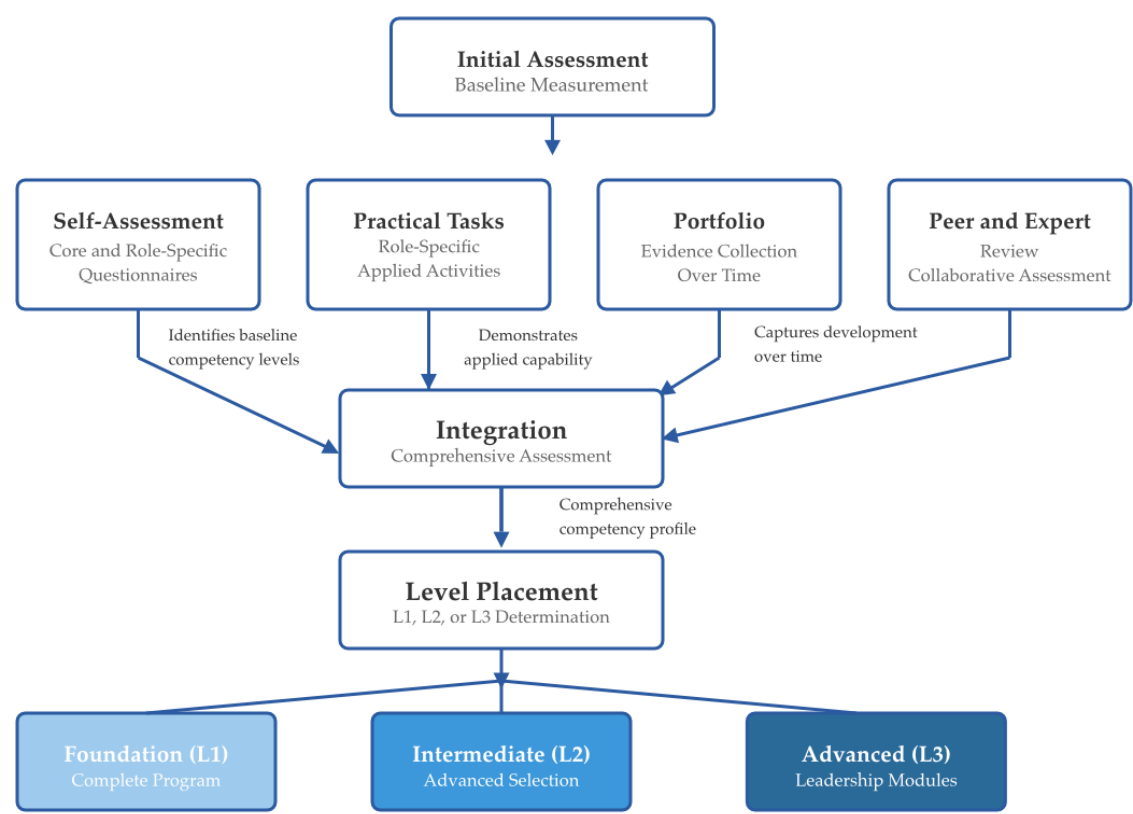 Initial Assessment
Baseline Measurement
Self-Assessment
Core and Role-Specific
Questionnaires
Practical Tasks
Role-Specific
Applied Activities
Portfolio
Evidence Collection
Over Time
Peer and Expert
Review
Collaborative Assessment
Identifies baseline
competency levels
Demonstrates
applied capability
Captures development
over time
Integration
Comprehensive Assessment
Comprehensive
competency profile
Level Placement
L1, L2, or L3 Determination
Foundation (L1)
Complete Program
Intermediate (L2)
Advanced Selection
Advanced (L3)
Leadership Modules